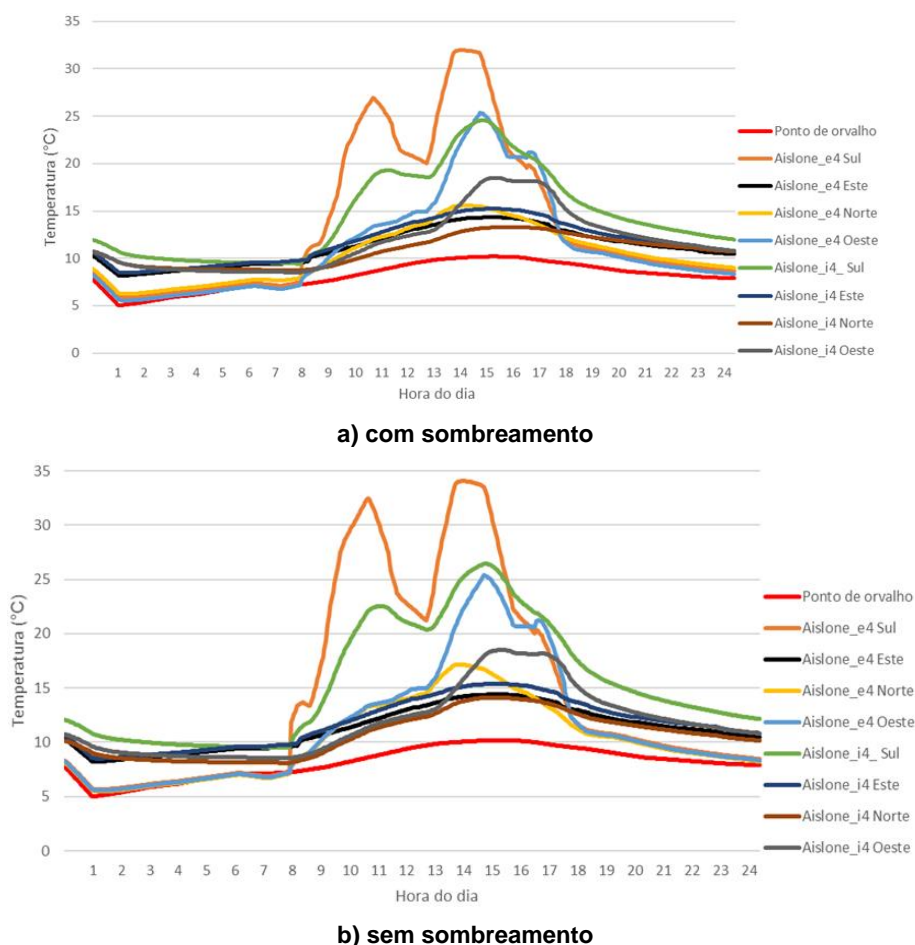 35
30
25
20
15
10
5
0
Temperatura (°C)
1 2 3 4 5 6 7 8 9 10 11 12 13 14 15 16 17 18 19 20 21 22 23 24
Hora do dia
Ponto de orvalho
Aislone_e4 Sul
Aislone_e4 Este
Aislone_e4 Norte
Aislone_e4 Oeste
Aislone_i4_ Sul
Aislone_i4 Este
Aislone_i4 Norte
Aislone_i4 Oeste
a) com sombreamento
35
30
25
20
15
10
5
0
Temperatura (°C)
1 2 3 4 5 6 7 8 9 10 11 12 13 14 15 16 17 18 19 20 21 22 23 24
Hora do dia
Ponto de orvalho
Aislone_e4 Sul
Aislone_e4 Este
Aislone_e4 Norte
Aislone_e4 Oeste
Aislone_i4_ Sul
Aislone_i4 Este
Aislone_i4 Norte
Aislone_i4 Oeste
b) sem sombreamento